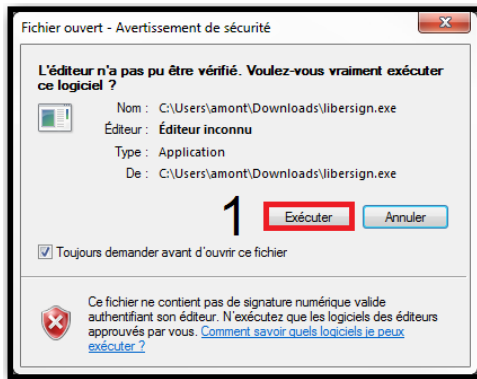 Fichier ouvert - Avertissement de sécurité
L'éditeur n'a pas pu être vérifié. Voulez-vous vraiment exécuter
ce logiciel ?
Nom : C:\Users\amont\Downloads\libersign.exe
Éditeur : Éditeur inconnu
Type : Application
De : C:\Users\amont\Downloads\libersign.exe
1 Exécuter Annuler
Toujours demander avant d'ouvrir ce fichier
Ce fichier ne contient pas de signature numérique valide
authentifiant son éditeur. N'exécutez que les logiciels des éditeurs
approuvés par vous. Comment savoir quels logiciels je peux
exécuter ?